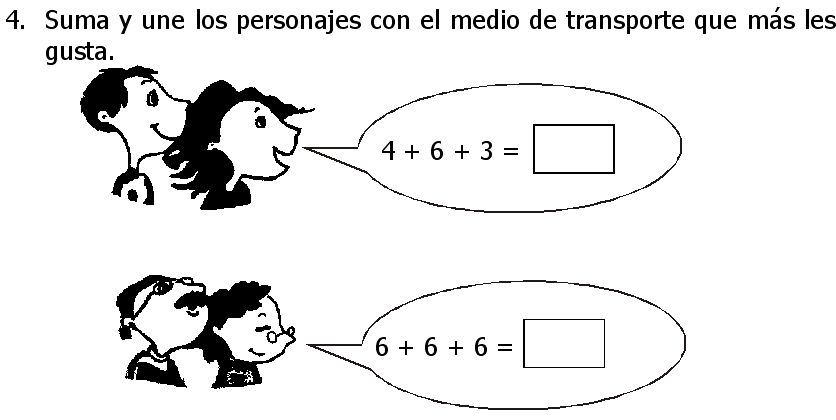 4. Suma y une los personajes con el medio de transporte que más les
gusta.
4 + 6 + 3 =
6 + 6 + 6 =